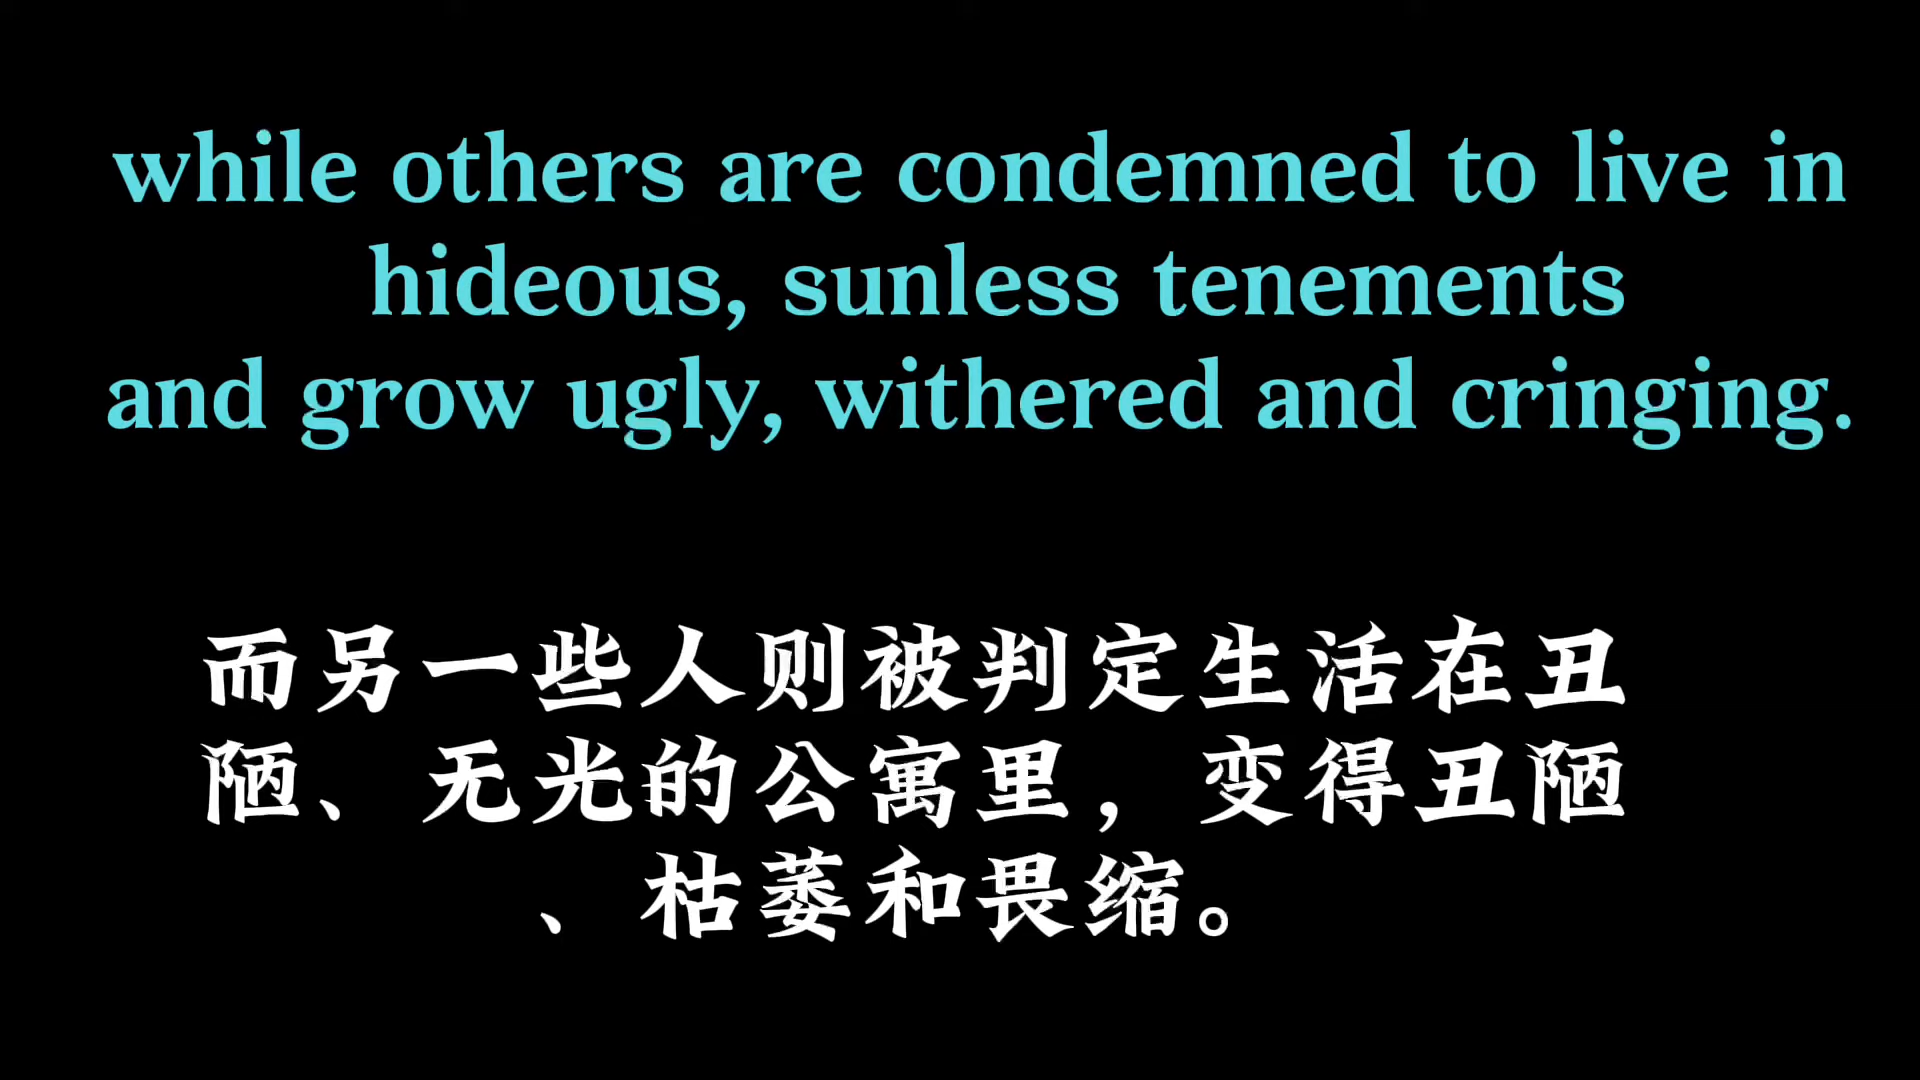 while others are condemned to live in
hideous, sunless tenements
and grow ugly, withered and cringing.
而另一些人则被判定生活在丑
陋、无光的公寓里，变得丑陋
、枯萎和畏缩。